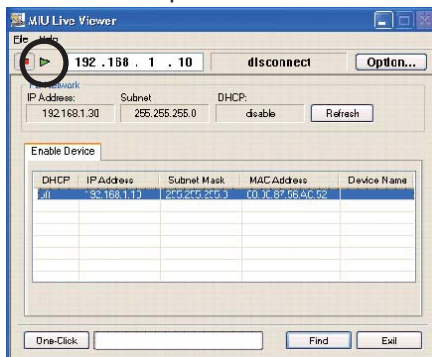 MIU Live Viewer
File Help
192 .168 . 1 . 10 disconnect Option...
Network
IP Address: Subnet DHCP:
192.168.1.30 255.255.255.0 disable Refresh
Enable Device
DHCP IP Address Subnet Mask MAC Address Device Name
off 192.168.1.10 255.255.255.0
One-Click Find Exit